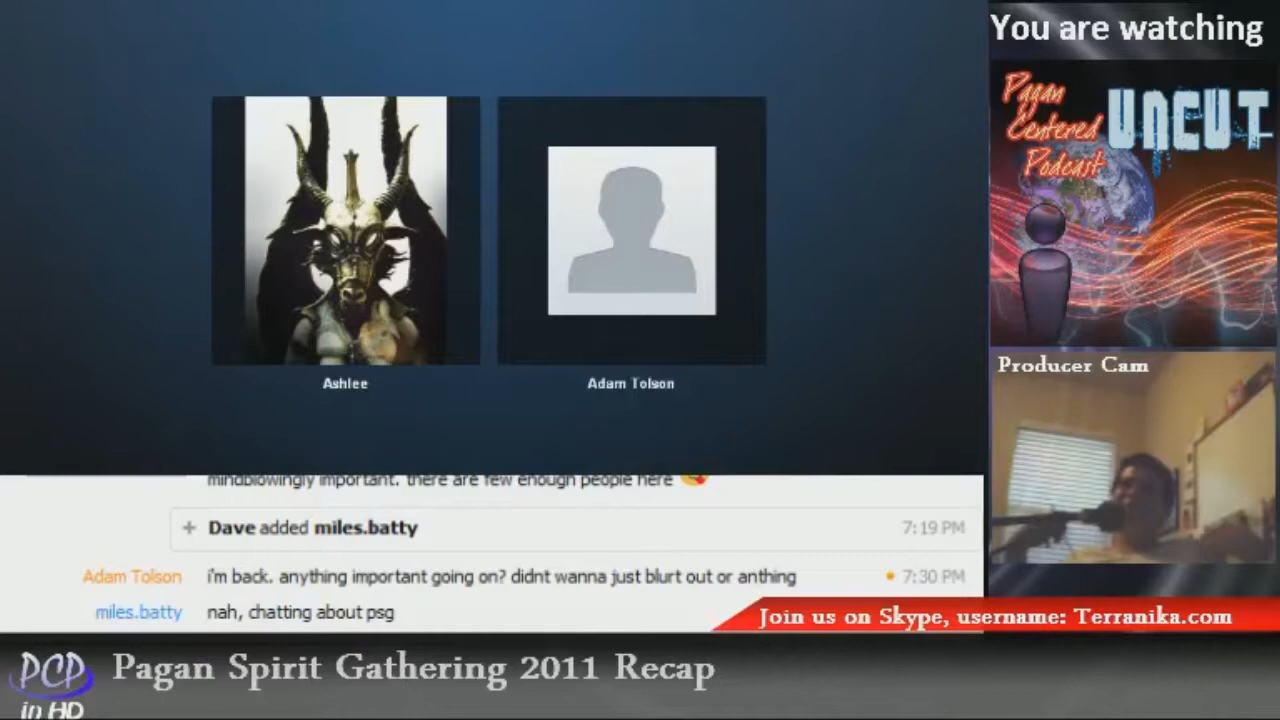 You are watching
Pagan
Centered
Podcast
UNCUT
Producer Cam
Ashlee
Adam Tolson
mindblowingly important. there are few enough people here
+ Dave added miles.batty 7:19 PM
Adam Tolson i'm back. anything important going on? didnt wanna just blurt out or anthing 7:30 PM
miles.batty nah, chatting about psg
Join us on Skype, username: Terranika.com
PCP
in HD
Pagan Spirit Gathering 2011 Recap